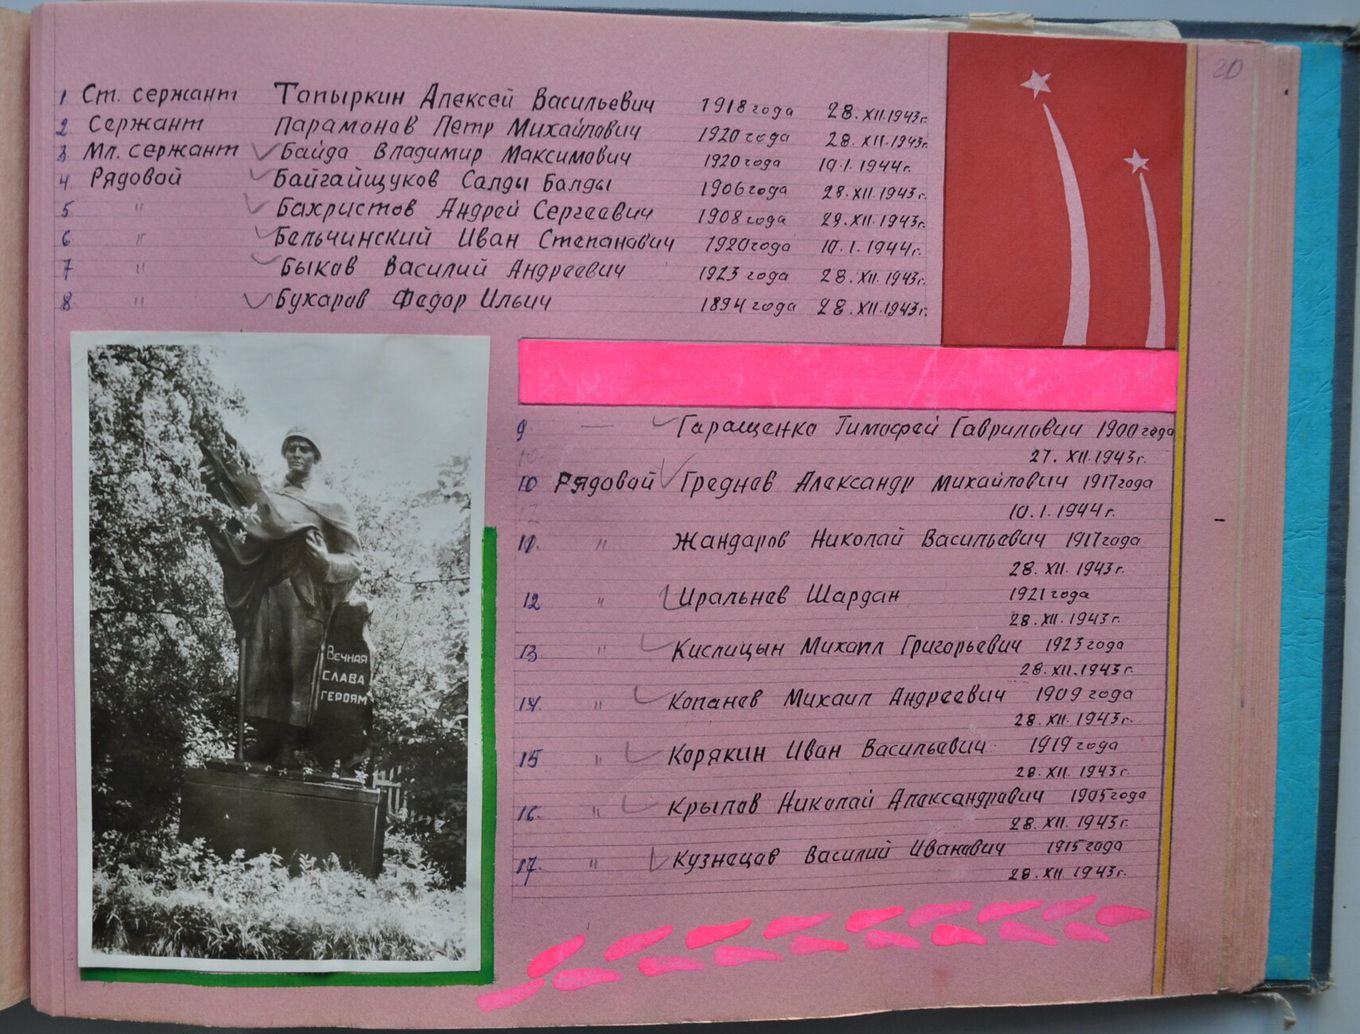 20
1 Ст. сержант Топыркин Алексей Васильевич 1918 года 28.XII.1943г.
2 Сержант Парамонов Петр Михайлович 1920 года 28.XII.1943г.
3 Мл. сержант Байда Владимир Максимович 1920 года 10.1.1944г.
4. Рядовой Байгайщуков Салды Балды 1906 года 28.XII.1943г.
5 " Бахристов Андрей Сергеевич 1908 года 29.XII.1943г.
6 " Бельчинский Иван Степанович 1920 года 10.1.1944г.
7 " Быков Василий Андреевич 1923 года 28.XII.1943г.
8 " Бухаров Федор Ильич 1894 года 28.XII.1943г.
9 — Гаращенко Тимофей Гаврилович 1900 года
27.XII.1943г.
10 Рядовой Греднев Александр Михайлович 1917 года
10.1.1944г.
11. " Жандаров Николай Васильевич 1917 года
28.XII.1943г.
12 " Иральнев Шардан 1921 года
28.XII.1943г.
13 " Кислицын Михаил Григорьевич 1923 года
28.XII.1943г.
14 " Копанев Михаил Андреевич 1909 года
28.XII.1943г.
15 " Корякин Иван Васильевич 1919 года
28.XII.1943г.
16. " Крылов Николай Александрович 1905 года
28.XII.1943г.
17. " Кузнецов Василий Иванович 1915 года
28.XII.1943г.
Вечная
слава
героям